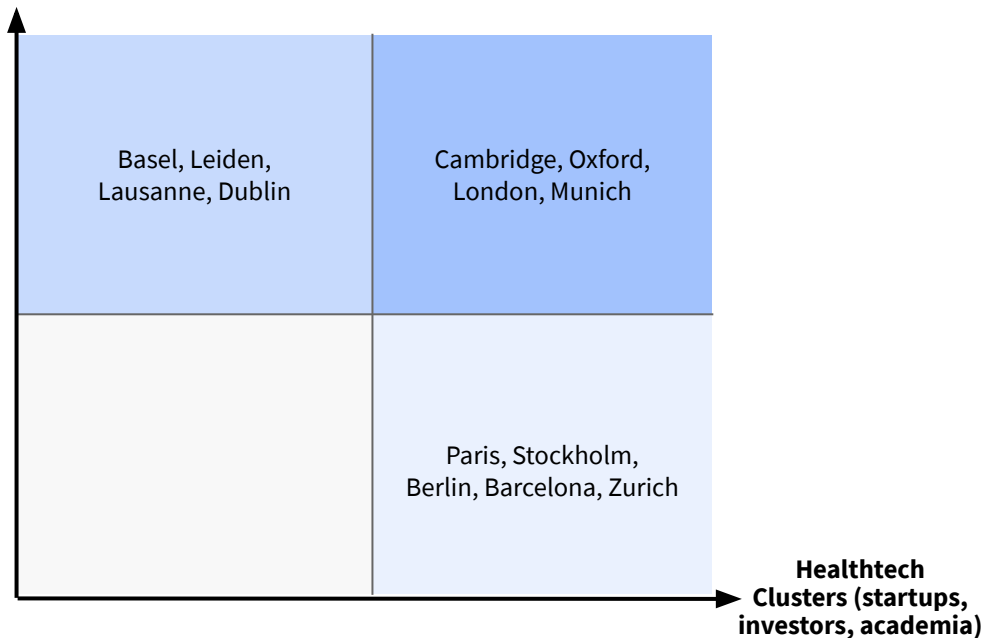 Basel, Leiden,
Lausanne, Dublin
Cambridge, Oxford,
London, Munich
Paris, Stockholm,
Berlin, Barcelona, Zurich
Healthtech
Clusters (startups,
investors, academia)